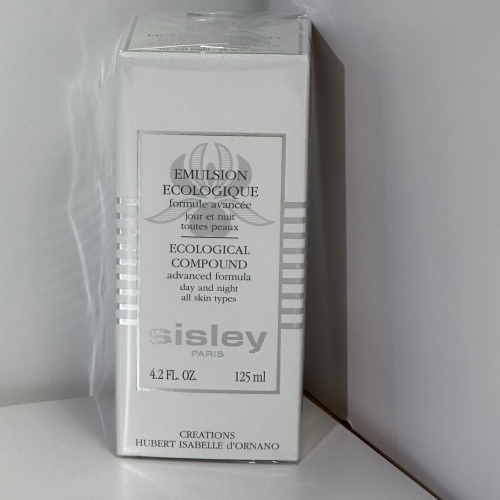 EMULSION
ECOLOGIQUE
formule avancée
jour et nuit
toutes peaux
ECOLOGICAL
COMPOUND
advanced formula
day and night
all skin types
sisley
PARIS
4.2 FL. OZ. 125 ml
CREATIONS
HUBERT ISABELLE d'ORNANO